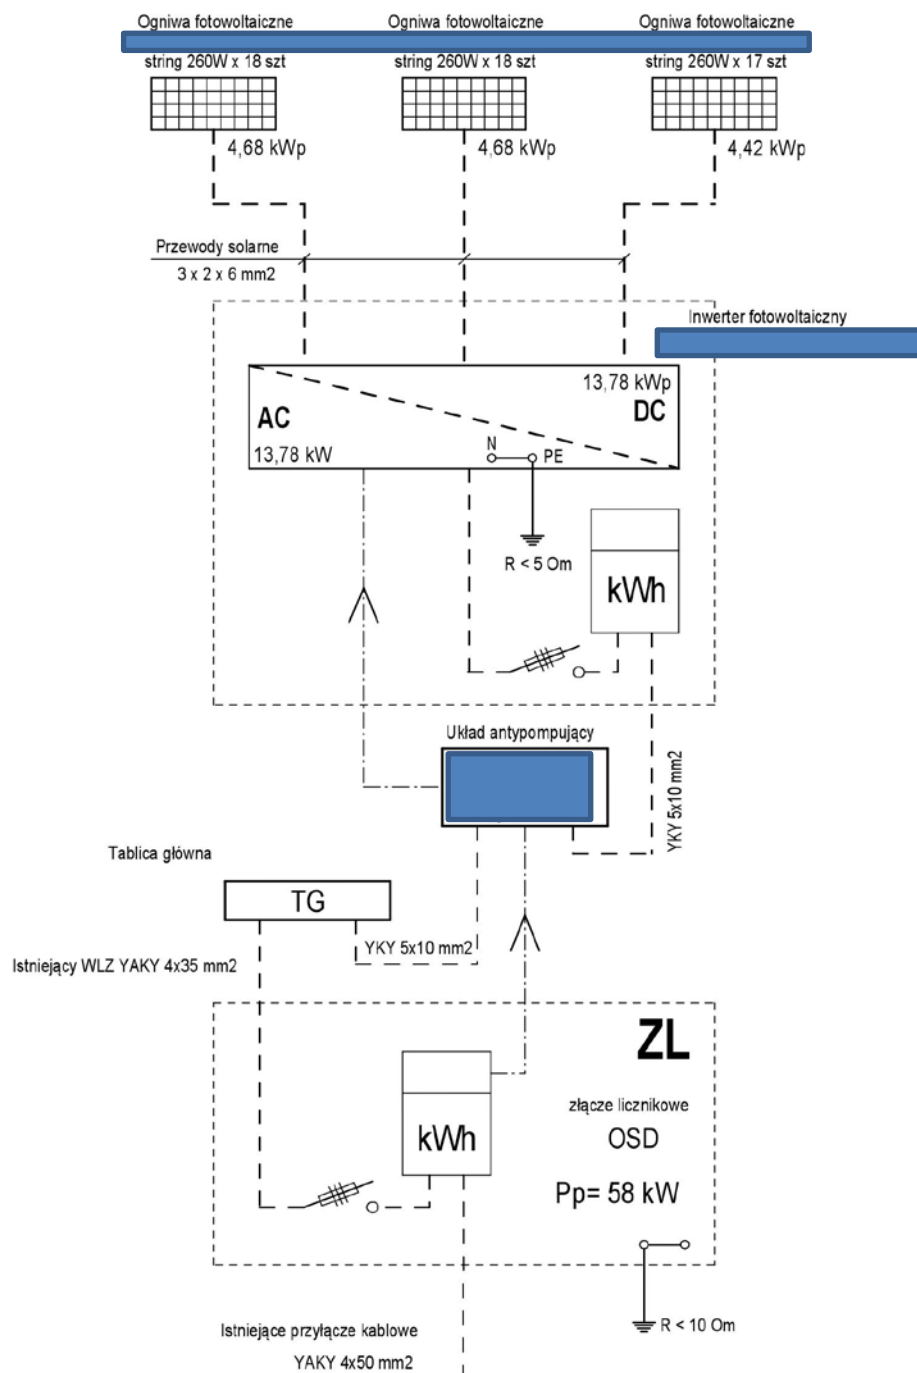 Ogniwa fotowoltaiczne
Ogniwa fotowoltaiczne
Ogniwa fotowoltaiczne
string 260W x 18 szt
string 260W x 18 szt
string 260W x 17 szt
4,68 kWp
4,68 kWp
4,42 kWp
Przewody solarne
3 x 2 x 6 mm2
Inwerter fotowoltaiczny
13,78 kWp
DC
AC
13,78 kW
N
PE
R < 5 Om
kWh
Układ antypompujący
YKY 5x10 mm2
Tablica główna
TG
YKY 5x10 mm2
Istniejący WLZ YAKY 4x35 mm2
ZL
złącze licznikowe
OSD
kWh
Pp= 58 kW
R < 10 Om
Istniejące przyłącze kablowe
YAKY 4x50 mm2